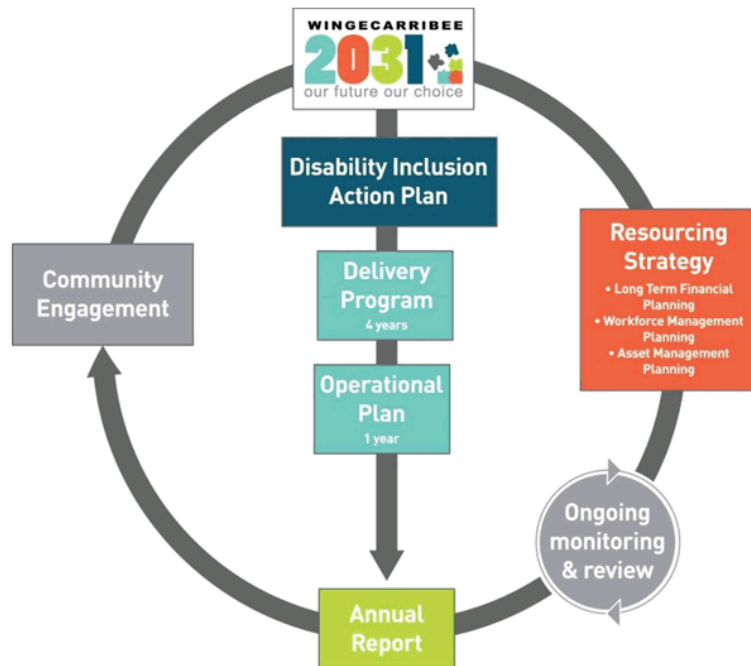 WINGECARRIBEE
2031
our future our choice
Disability Inclusion
Action Plan
Delivery
Program
4 years
Operational
Plan
1 year
Community
Engagement
Resourcing
Strategy
• Long Term Financial
Planning
• Workforce Management
Planning
• Asset Management
Planning
Ongoing
monitoring
& review
Annual
Report